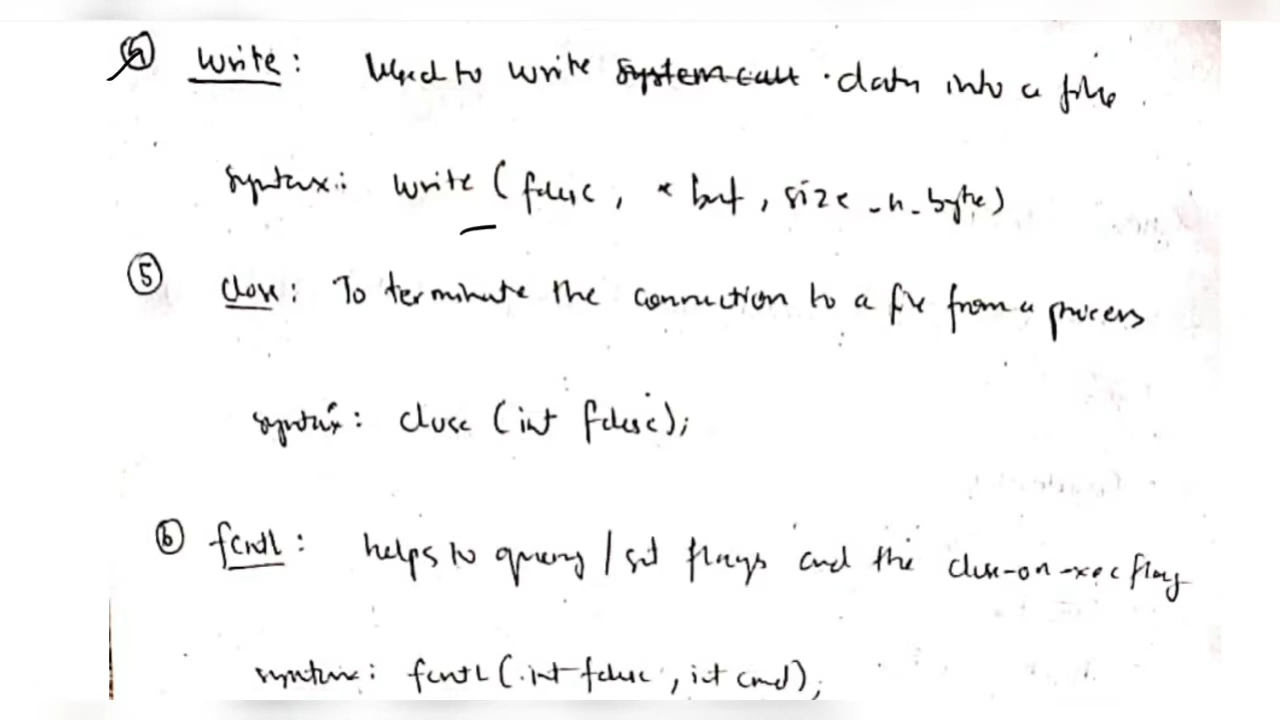 ④ Write : Used to write ~~system call~~ data into a file.
syntax: write (fdesc, * buf, size_n_byte)
⑤ close : To terminate the connection to a file from a process
syntax : close (int fdesc);
⑥ fcntl : helps to query / set flags and the close-on-exec flag
syntax : fcntl (int fdesc, int cmd);